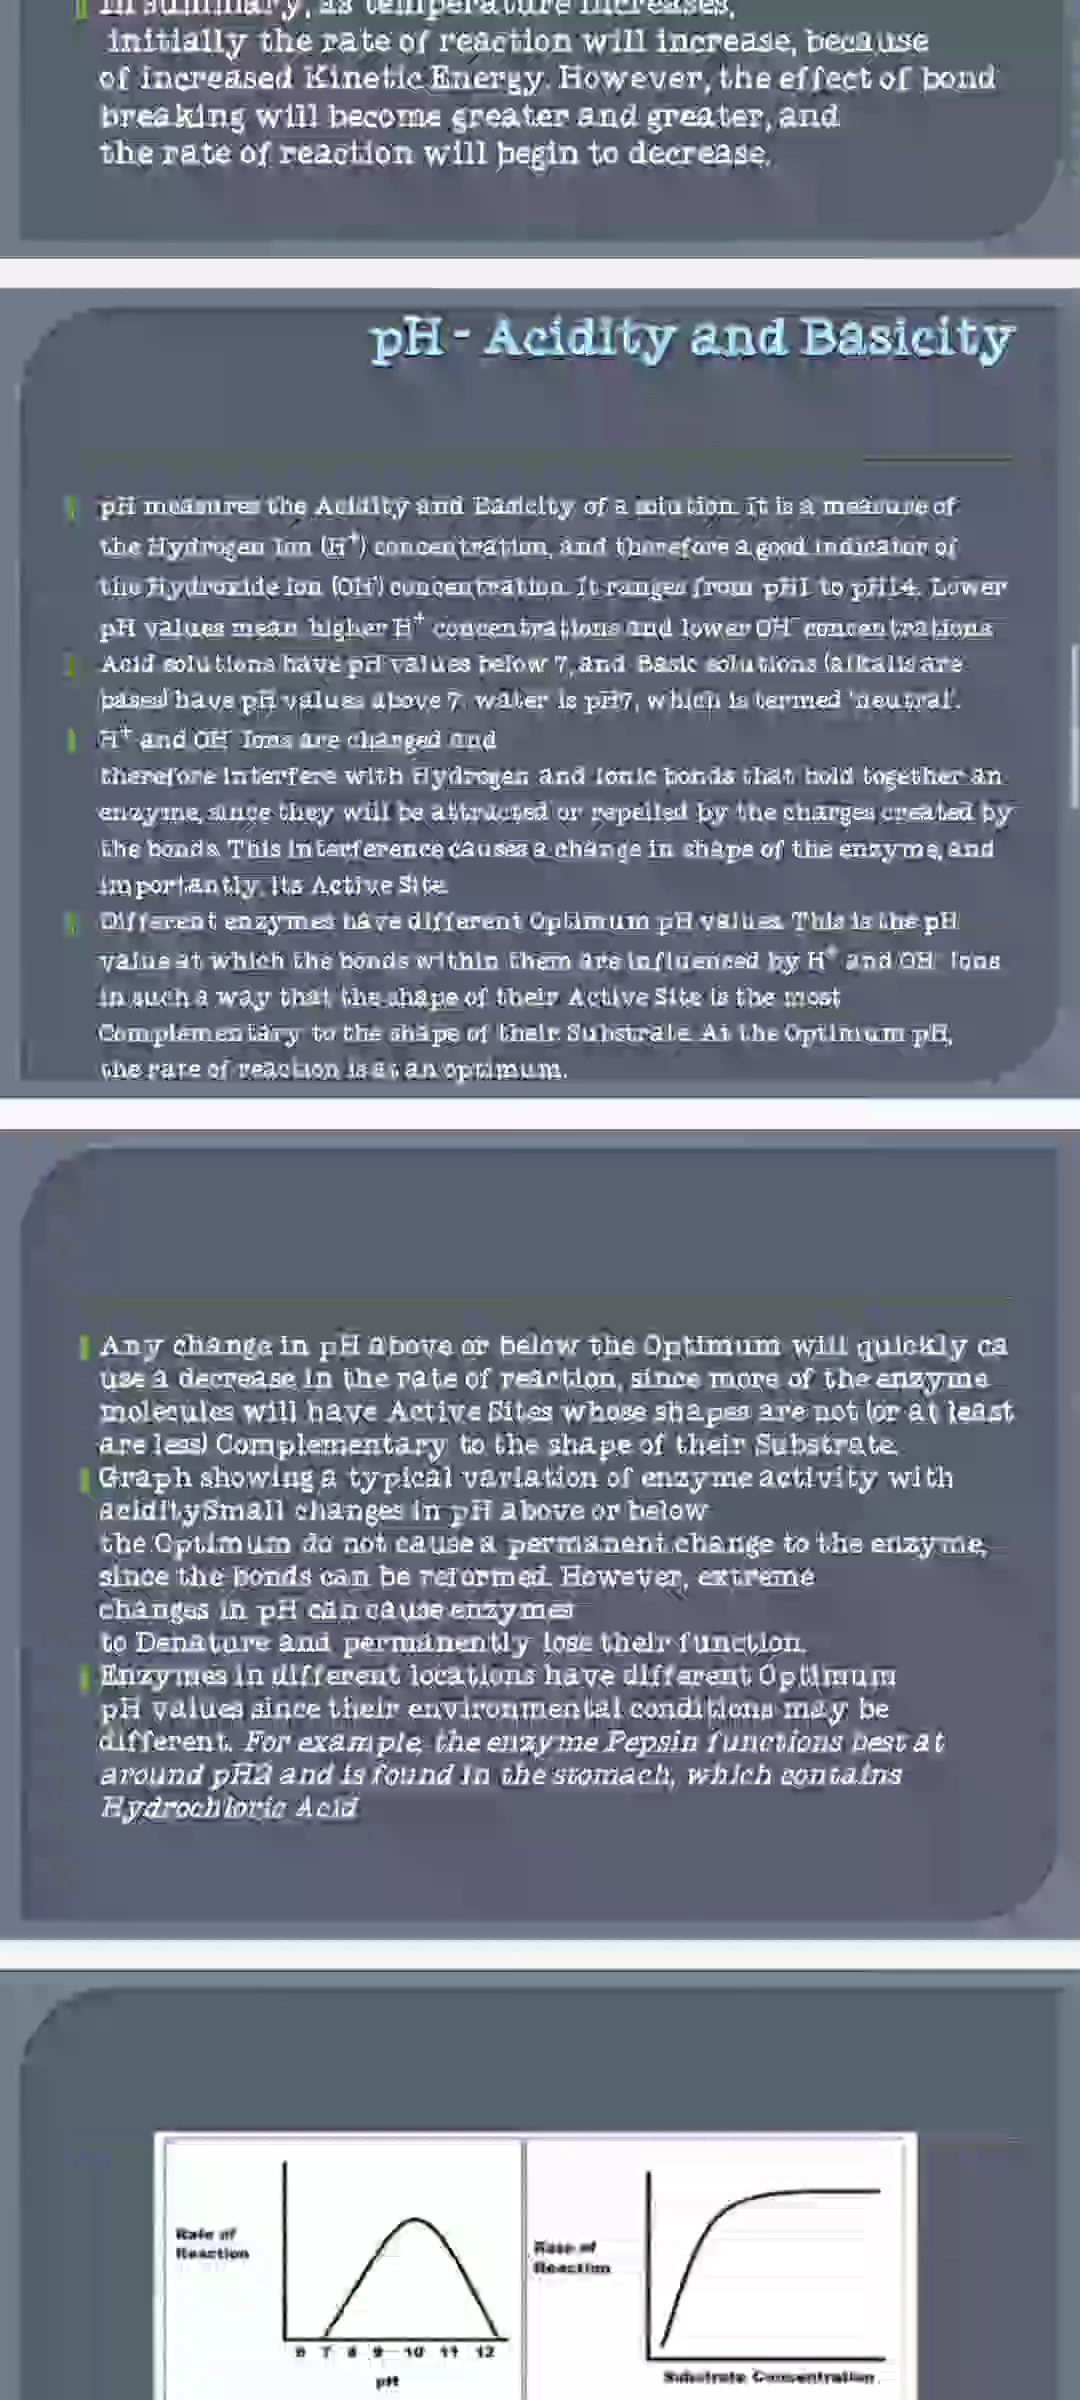 In summary, as temperature increases,
initially the rate of reaction will increase, because
of increased Kinetic Energy. However, the effect of bond
breaking will become greater and greater, and
the rate of reaction will begin to decrease.
pH - Acidity and Basicity
pH measures the Acidity and Basicity of a solution. It is a measure of
the Hydrogen Ion (H⁺) concentration, and therefore a good indicator of
the Hydroxide Ion (OH⁻) concentration. It ranges from pH1 to pH14. Lower
pH values mean higher H⁺ concentrations and lower OH⁻ concentrations.
Acid solutions have pH values below 7, and Basic solutions (alkalis are
bases) have pH values above 7. water is pH7, which is termed 'neutral'.
H⁺ and OH⁻ Ions are charged and
therefore interfere with Hydrogen and Ionic bonds that hold together an
enzyme, since they will be attracted or repelled by the charges created by
the bonds. This interference causes a change in shape of the enzyme, and
importantly, its Active Site.
Different enzymes have different Optimum pH values. This is the pH
value at which the bonds within them are influenced by H⁺ and OH⁻ Ions
in such a way that the shape of their Active Site is the most
Complementary to the shape of their Substrate. At the Optimum pH,
the rate of reaction is at an optimum.
Any change in pH above or below the Optimum will quickly ca
use a decrease in the rate of reaction, since more of the enzyme
molecules will have Active Sites whose shapes are not (or at least
are less) Complementary to the shape of their Substrate.
Graph showing a typical variation of enzyme activity with
aciditySmall changes in pH above or below
the Optimum do not cause a permanent change to the enzyme,
since the bonds can be reformed. However, extreme
changes in pH can cause enzymes
to Denature and permanently lose their function.
Enzymes in different locations have different Optimum
pH values since their environmental conditions may be
different. For example, the enzyme Pepsin functions best at
around pH2 and is found in the stomach, which contains
Hydrochloric Acid
Rate of
Reaction
6 7 8 9 10 11 12
pH
Rate of
Reaction
Substrate Concentration